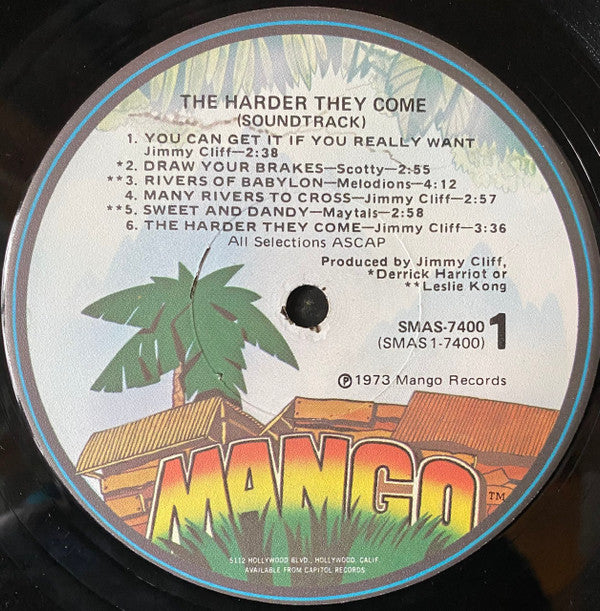 THE HARDER THEY COME
(SOUNDTRACK)
1. YOU CAN GET IT IF YOU REALLY WANT
Jimmy Cliff—2:38
*2. DRAW YOUR BRAKES—Scotty—2:55
**3. RIVERS OF BABYLON—Melodions—4:12
4. MANY RIVERS TO CROSS—Jimmy Cliff—2:57
**5. SWEET AND DANDY—Maytals—2:58
6. THE HARDER THEY COME—Jimmy Cliff—3:36
All Selections ASCAP
Produced by Jimmy Cliff,
*Derrick Harriot or
**Leslie Kong
SMAS-7400 1
(SMAS 1-7400)
℗ 1973 Mango Records
MANGO TM
5112 HOLLYWOOD BLVD., HOLLYWOOD, CALIF.
AVAILABLE FROM CAPITOL RECORDS